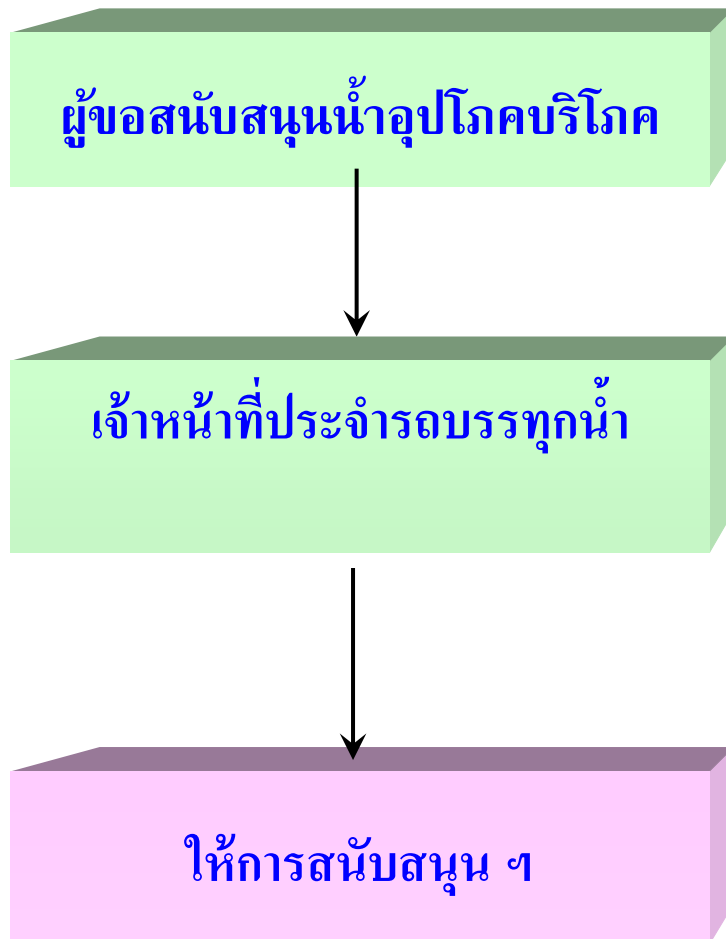 ผู้ขอสนับสนุนน้ำอุปโภคบริโภค
เจ้าหน้าที่ประจำรถบรรทุกน้ำ
ให้การสนับสนุน ฯ